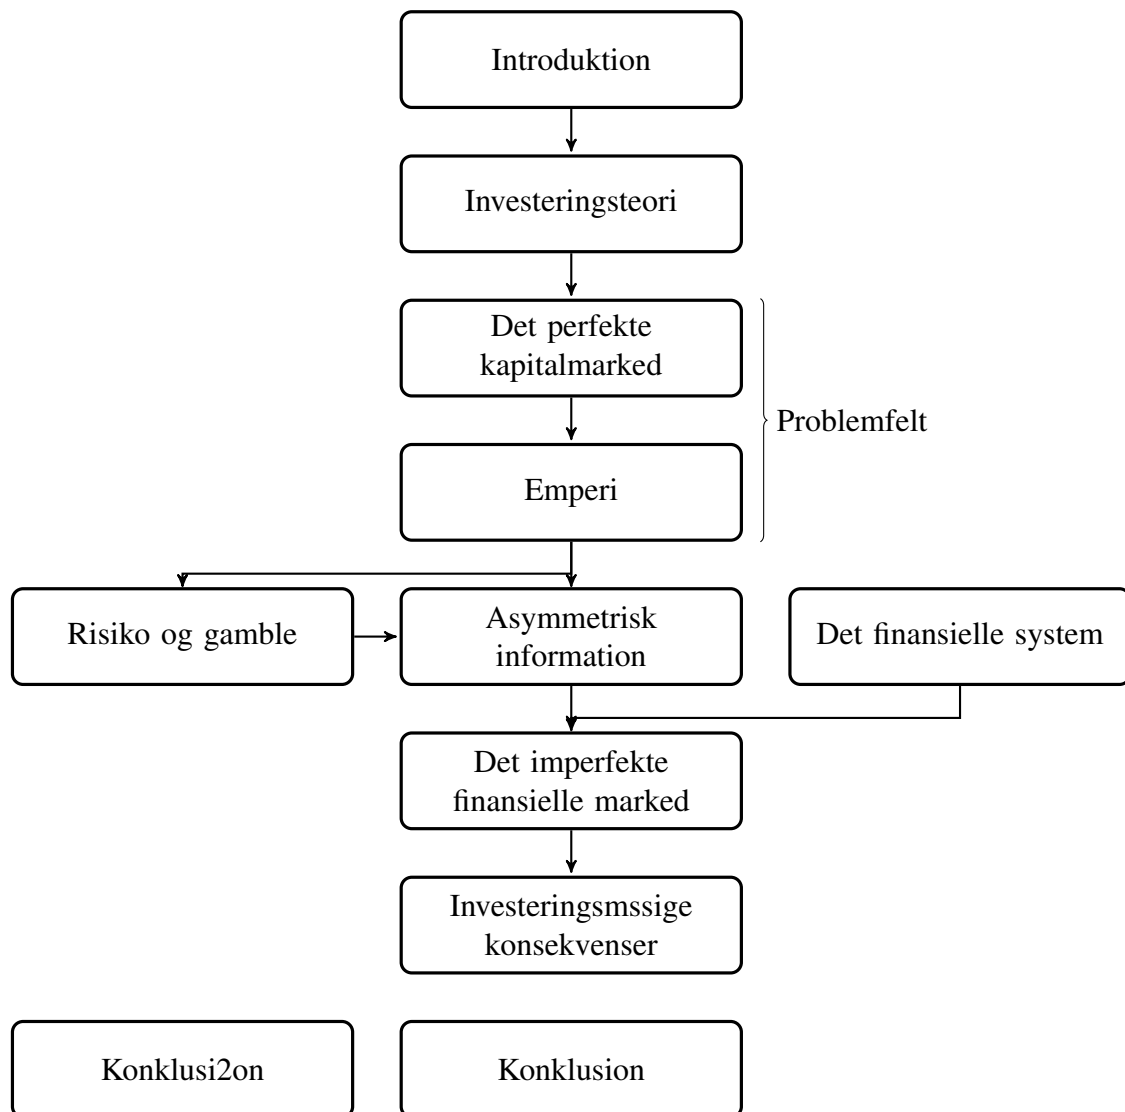 Introduktion
Investeringsteori
Det perfekte
kapitalmarked
Problemfelt
Emperi
Risiko og gamble
Asymmetrisk
information
Det finansielle system
Det imperfekte
finansielle marked
Investeringsmssige
konsekvenser
Konklusi2on
Konklusion